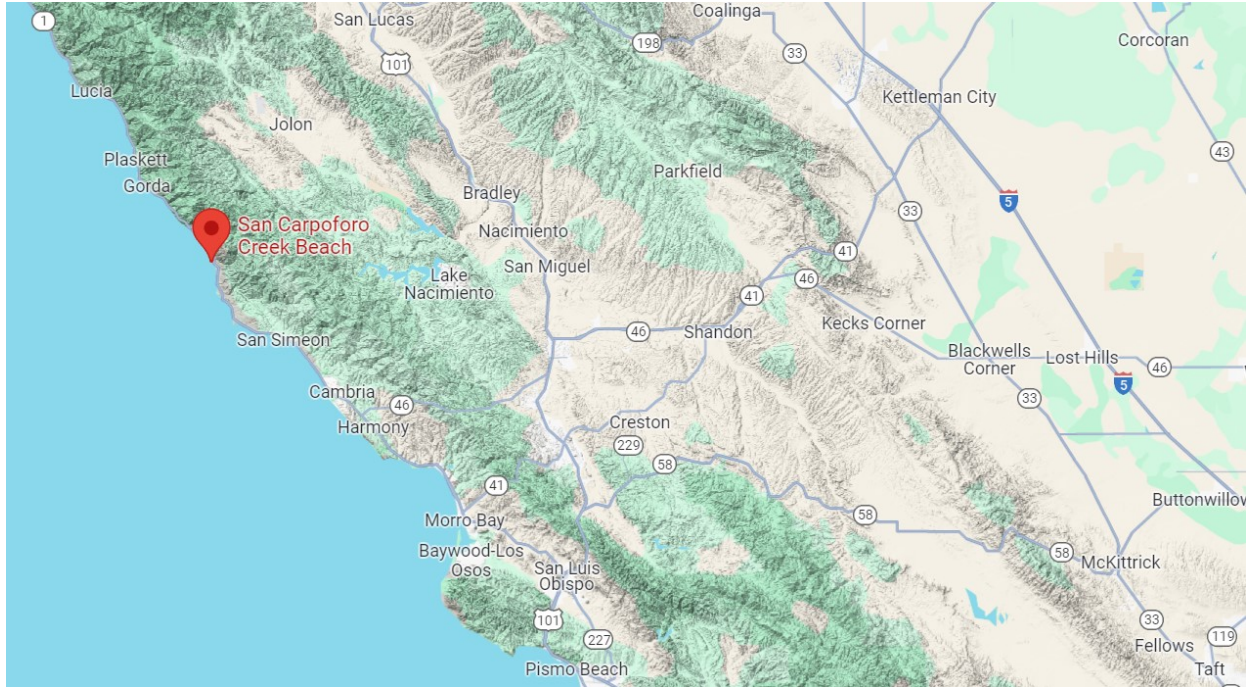 Coalinga
1
San Lucas
198
33
Corcoran
101
Lucia
Kettleman City
Jolon
43
Plaskett
Parkfield
Gorda
Bradley
5
33
San Carpoforo
Creek Beach
Nacimiento
41
San Miguel
Lake
Nacimiento
46
41
46
Shandon
Kecks Corner
San Simeon
Blackwells
Corner
Lost Hills
46
5
Cambria
46
33
Harmony
Creston
229
58
41
Buttonwillow
Morro Bay
58
Baywood-Los
Osos
58
McKittrick
San Luis
Obispo
101
33
227
119
Fellows
Pismo Beach
Taft